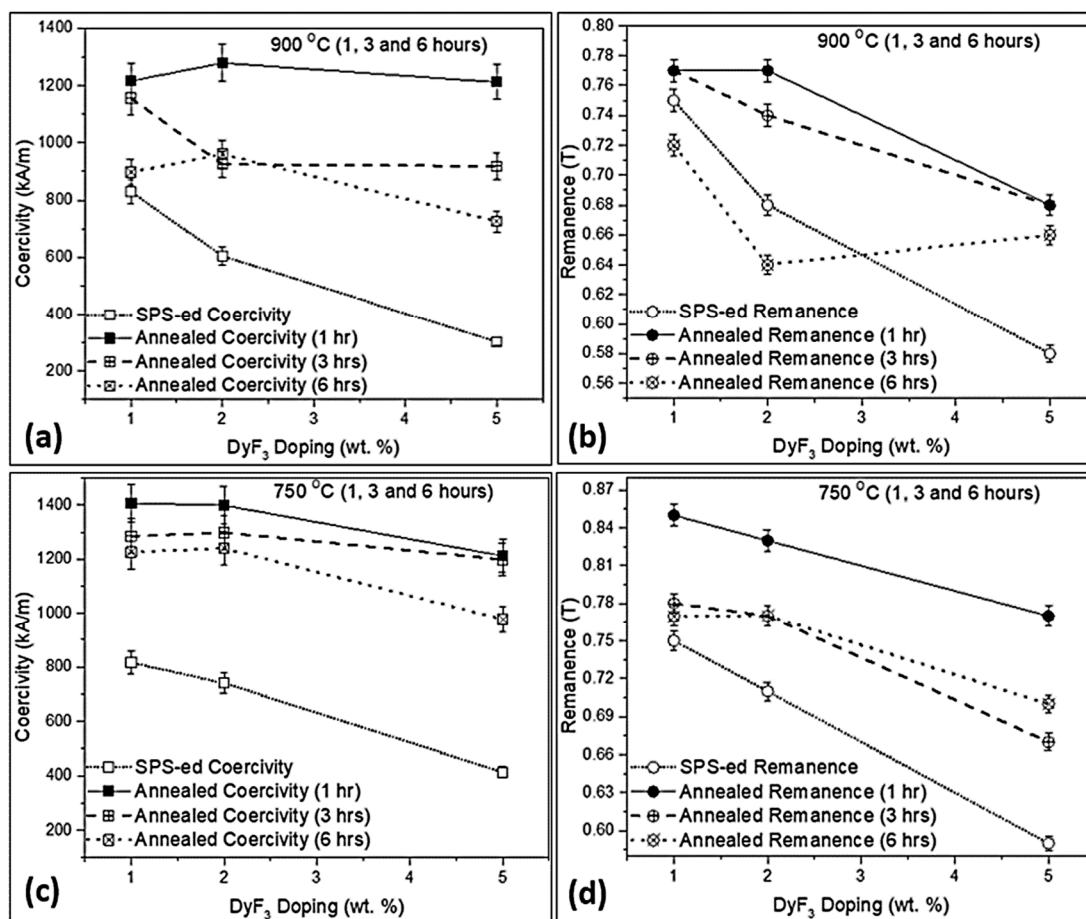 900 °C (1, 3 and 6 hours)
1400
1200
1000
800
600
400
200
Coercivity (kA/m)
SPS-ed Coercivity
Annealed Coercivity (1 hr)
Annealed Coercivity (3 hrs)
Annealed Coercivity (6 hrs)
1 2 3 4 5
(a)
DyF3 Doping (wt. %)
900 °C (1, 3 and 6 hours)
0.80
0.78
0.76
0.74
0.72
0.70
0.68
0.66
0.64
0.62
0.60
0.58
0.56
Remanence (T)
SPS-ed Remanence
Annealed Remanence (1 hr)
Annealed Remanence (3 hrs)
Annealed Remanence (6 hrs)
1 2 3 4 5
(b)
DyF3 Doping (wt. %)
750 °C (1, 3 and 6 hours)
1400
1200
1000
800
600
400
200
Coercivity (kA/m)
SPS-ed Coercivity
Annealed Coercivity (1 hr)
Annealed Coercivity (3 hrs)
Annealed Coercivity (6 hrs)
1 2 3 4 5
(c)
DyF3 Doping (wt. %)
750 °C (1, 3 and 6 hours)
0.87
0.84
0.81
0.78
0.75
0.72
0.69
0.66
0.63
0.60
Remanence (T)
SPS-ed Remanence
Annealed Remanence (1 hr)
Annealed Remanence (3 hrs)
Annealed Remanence (6 hrs)
1 2 3 4 5
(d)
DyF3 Doping (wt. %)